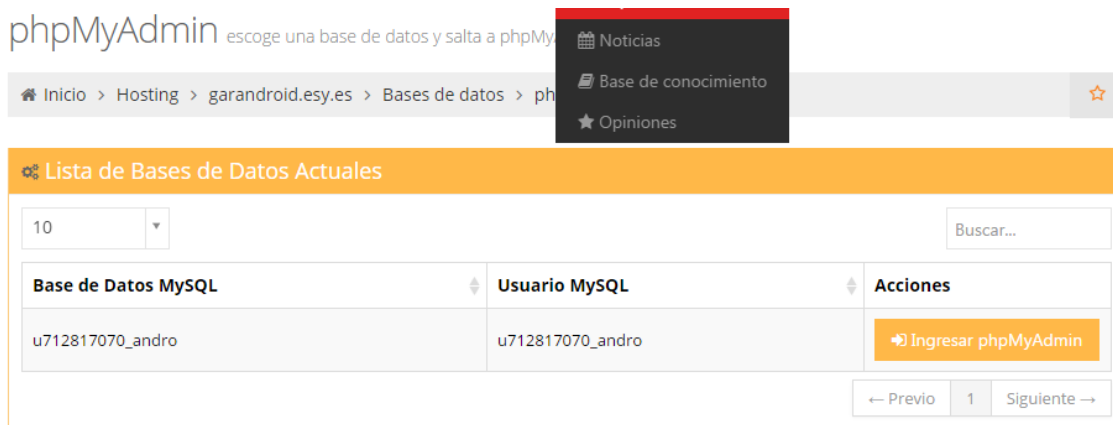 phpMyAdmin escoge una base de datos y salta a phpMy
Noticias
Base de conocimiento
Opiniones
Inicio > Hosting > garandroid.esy.es > Bases de datos > ph
Lista de Bases de Datos Actuales
10
Buscar...
Base de Datos MySQL Usuario MySQL Acciones
u712817070_andro u712817070_andro Ingresar phpMyAdmin
← Previo 1 Siguiente →